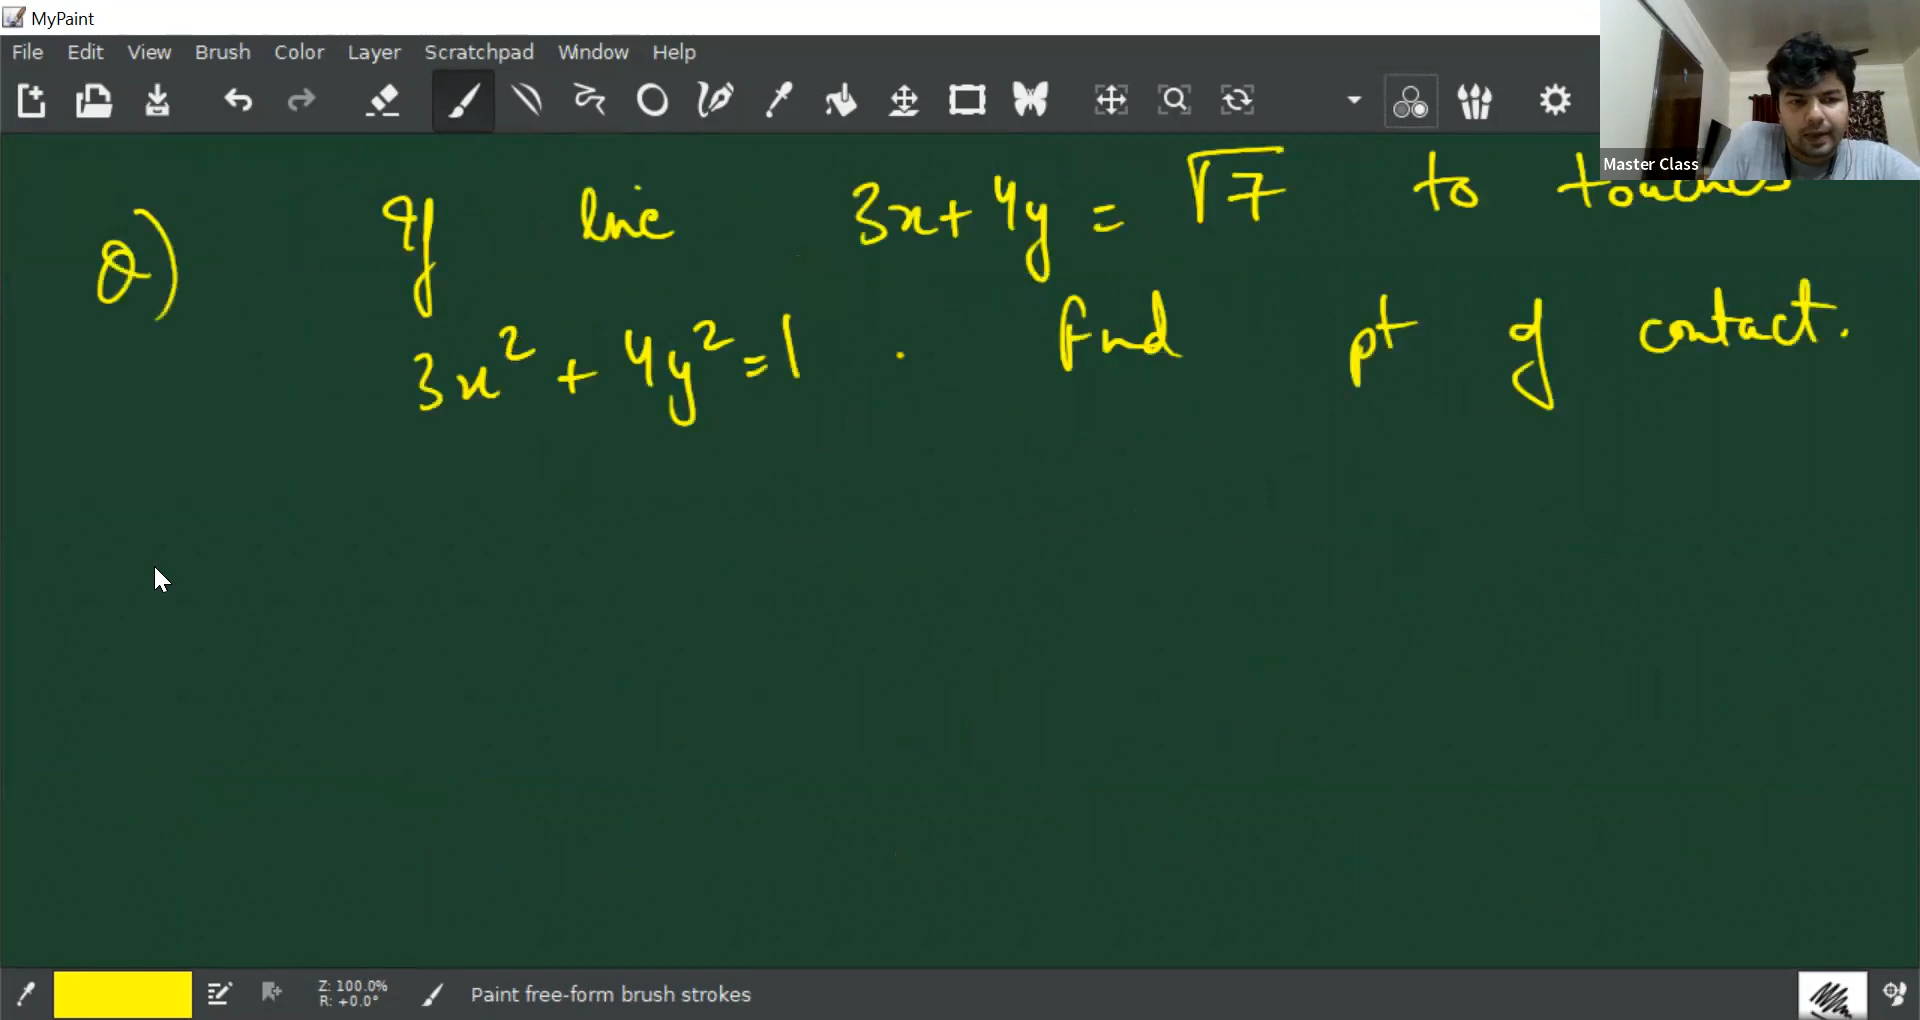 MyPaint
File Edit View Brush Color Layer Scratchpad Window Help
Master Class
Q) If line 3x + 4y = √7 to touches
3x² + 4y² = 1 . Find pt of contact.
Z: 100.0%
R: +0.0°
Paint free-form brush strokes